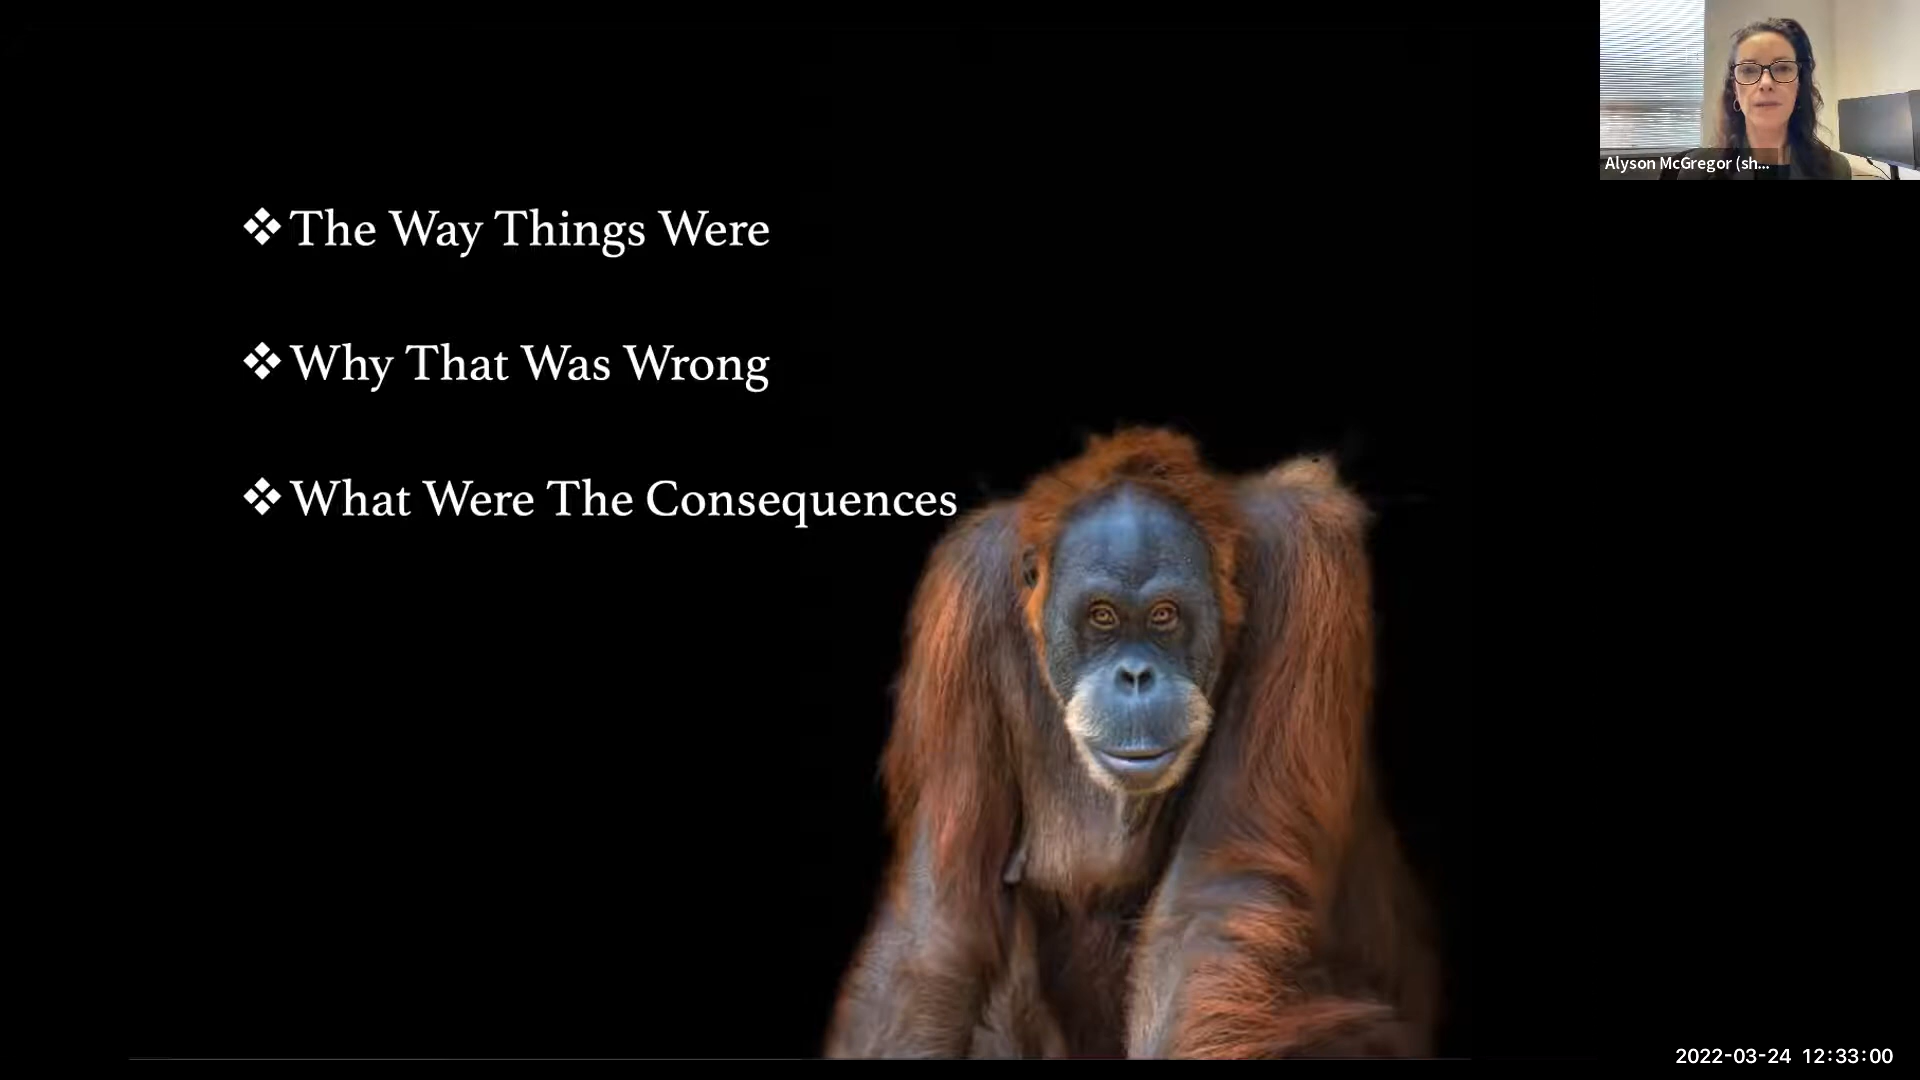 Alyson McGregor (sh...
❖ The Way Things Were
❖ Why That Was Wrong
❖ What Were The Consequences
2022-03-24 12:33:00